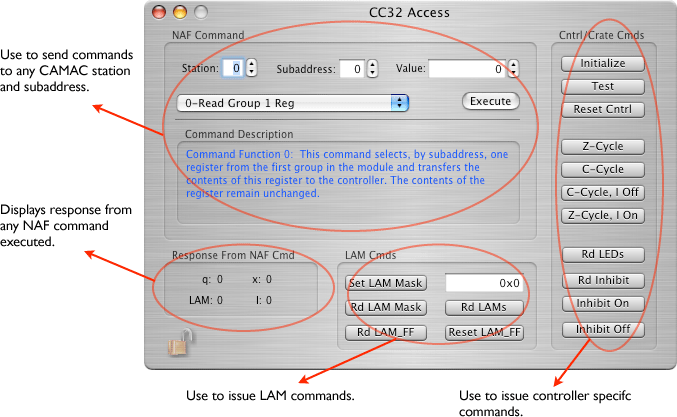 CC32 Access
NAF Command
Cntrl/Crate Cmds
Use to send commands
to any CAMAC station
and subaddress.
Station: 0 Subaddress: 0 Value: 0
0-Read Group 1 Reg
Execute
Command Description
Command Function 0: This command selects, by subaddress, one
register from the first group in the module and transfers the
contents of this register to the controller. The contents of the
register remain unchanged.
Initialize
Test
Reset Cntrl
Z-Cycle
C-Cycle
C-Cycle, I Off
Z-Cycle, I On
Rd LEDs
Rd Inhibit
Inhibit On
Inhibit Off
Displays response from
any NAF command
executed.
Response From NAF Cmd
q: 0 x: 0
LAM: 0 I: 0
LAM Cmds
Set LAM Mask 0x0
Rd LAM Mask Rd LAMs
Rd LAM_FF Reset LAM_FF
Use to issue LAM commands.
Use to issue controller specifc
commands.